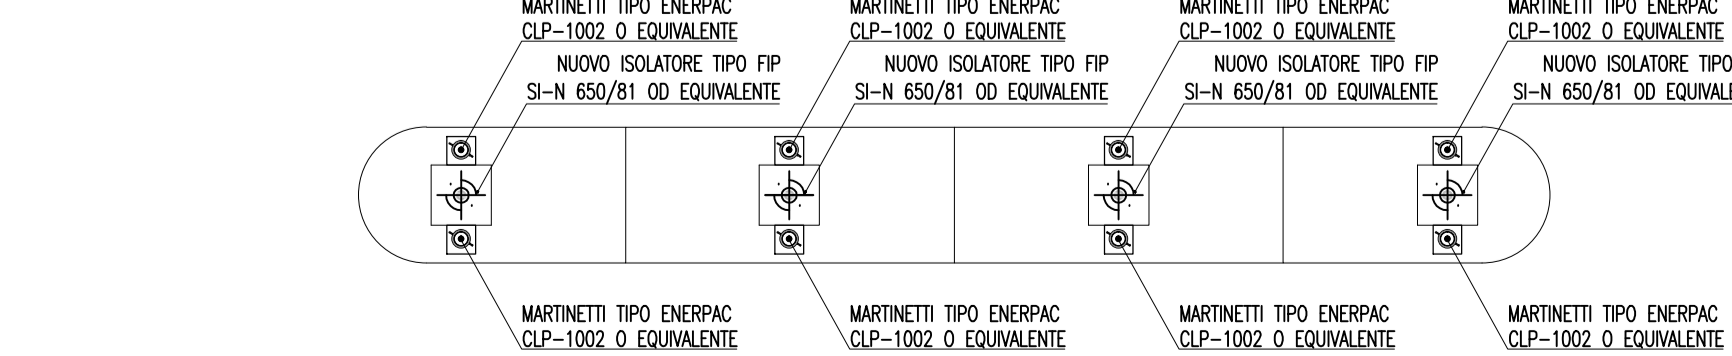 MARTINETTI TIPO ENERPAC
CLP-1002 O EQUIVALENTE
MARTINETTI TIPO ENERPAC
CLP-1002 O EQUIVALENTE
MARTINETTI TIPO ENERPAC
CLP-1002 O EQUIVALENTE
MARTINETTI TIPO ENERPAC
CLP-1002 O EQUIVALENTE
NUOVO ISOLATORE TIPO FIP
SI-N 650/81 OD EQUIVALENTE
NUOVO ISOLATORE TIPO FIP
SI-N 650/81 OD EQUIVALENTE
NUOVO ISOLATORE TIPO FIP
SI-N 650/81 OD EQUIVALENTE
NUOVO ISOLATORE TIPO
SI-N 650/81 OD
MARTINETTI TIPO ENERPAC
CLP-1002 O EQUIVALENTE
MARTINETTI TIPO ENERPAC
CLP-1002 O EQUIVALENTE
MARTINETTI TIPO ENERPAC
CLP-1002 O EQUIVALENTE
MARTINETTI TIPO ENERPAC
CLP-1002 O EQUIVALENTE